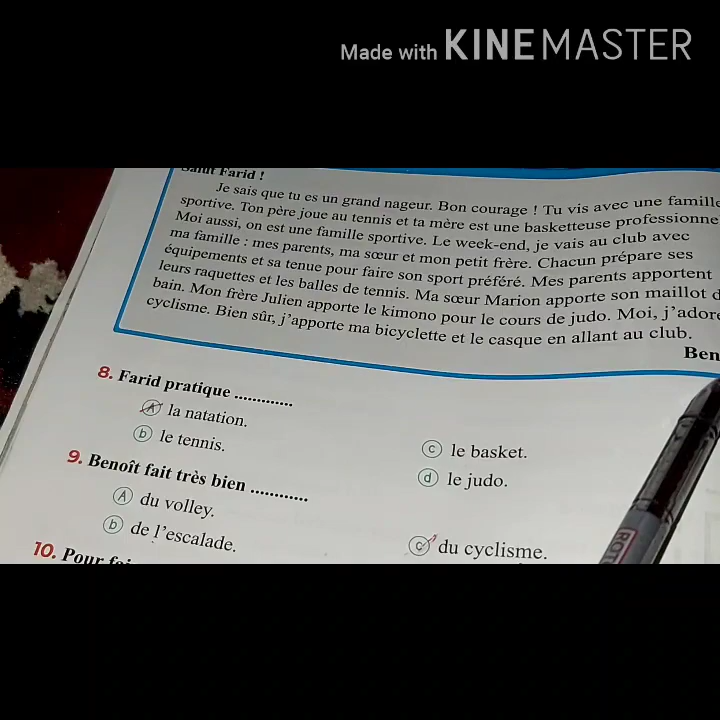 Made with KINEMASTER
Salut Farid !
Je sais que tu es un grand nageur. Bon courage ! Tu vis avec une famille
sportive. Ton père joue au tennis et ta mère est une basketteuse professionne
Moi aussi, on est une famille sportive. Le week-end, je vais au club avec
ma famille : mes parents, ma sœur et mon petit frère. Chacun prépare ses
équipements et sa tenue pour faire son sport préféré. Mes parents apportent
leurs raquettes et les balles de tennis. Ma sœur Marion apporte son maillot d
bain. Mon frère Julien apporte le kimono pour le cours de judo. Moi, j'adore
cyclisme. Bien sûr, j'apporte ma bicyclette et le casque en allant au club.
Ben
8. Farid pratique .............
A la natation.
b le tennis.
c le basket.
d le judo.
9. Benoît fait très bien .............
A du volley.
b de l'escalade.
c du cyclisme.
10. Pour
ROT